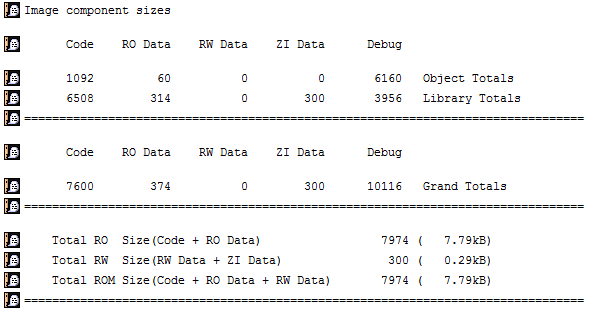 Image component sizes
Code RO Data RW Data ZI Data Debug
1092 60 0 0 6160 Object Totals
6508 314 0 300 3956 Library Totals
================================================================================
Code RO Data RW Data ZI Data Debug
7600 374 0 300 10116 Grand Totals
================================================================================
Total RO Size(Code + RO Data) 7974 ( 7.79kB)
Total RW Size(RW Data + ZI Data) 300 ( 0.29kB)
Total ROM Size(Code + RO Data + RW Data) 7974 ( 7.79kB)
================================================================================